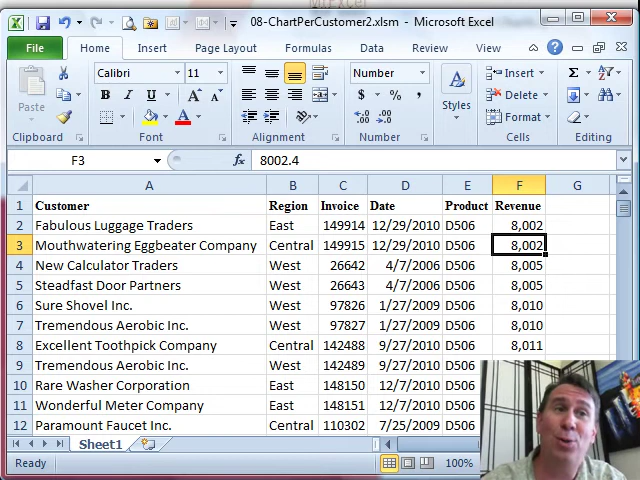 MrExcel
08-ChartPerCustomer2.xlsm - Microsoft Excel
File Home Insert Page Layout Formulas Data Review View Developer
Paste
Calibri 11
B I U
A A
Number
$ % ,
Styles
Insert
Delete
Format
Clipboard Font Alignment Number Cells Editing
F3 fx 8002.4
A B C D E F G
1 Customer Region Invoice Date Product Revenue
2 Fabulous Luggage Traders East 149914 12/29/2010 D506 8,002
3 Mouthwatering Eggbeater Company Central 149915 12/29/2010 D506 8,002
4 New Calculator Traders West 26642 4/7/2006 D506 8,005
5 Steadfast Door Partners West 26643 4/7/2006 D506 8,005
6 Sure Shovel Inc. West 97826 1/27/2009 D506 8,010
7 Tremendous Aerobic Inc. West 97827 1/27/2009 D506 8,010
8 Excellent Toothpick Company Central 142488 9/27/2010 D506 8,011
9 Tremendous Aerobic Inc. West 142489 9/27/2010 D506
10 Rare Washer Corporation East 148150 12/7/2010 D506
11 Wonderful Meter Company East 148151 12/7/2010 D506
12 Paramount Faucet Inc. Central 110302 7/25/2009 D506
Sheet1
Ready 100%